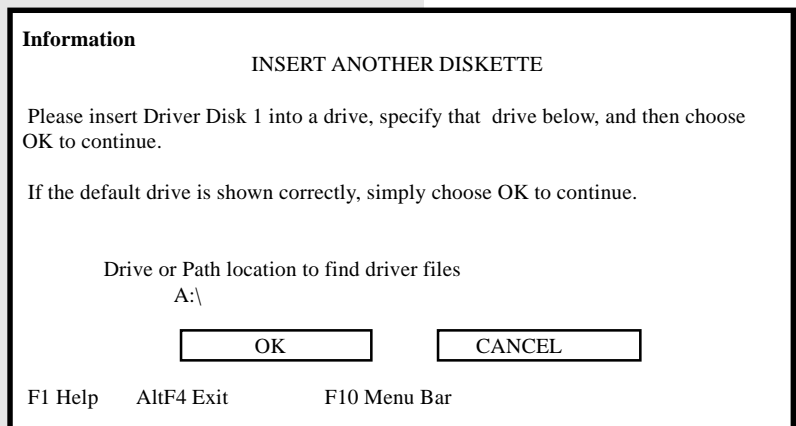 Information
INSERT ANOTHER DISKETTE
Please insert Driver Disk 1 into a drive, specify that drive below, and then choose
OK to continue.
If the default drive is shown correctly, simply choose OK to continue.
Drive or Path location to find driver files
A:\
OK CANCEL
F1 Help AltF4 Exit F10 Menu Bar